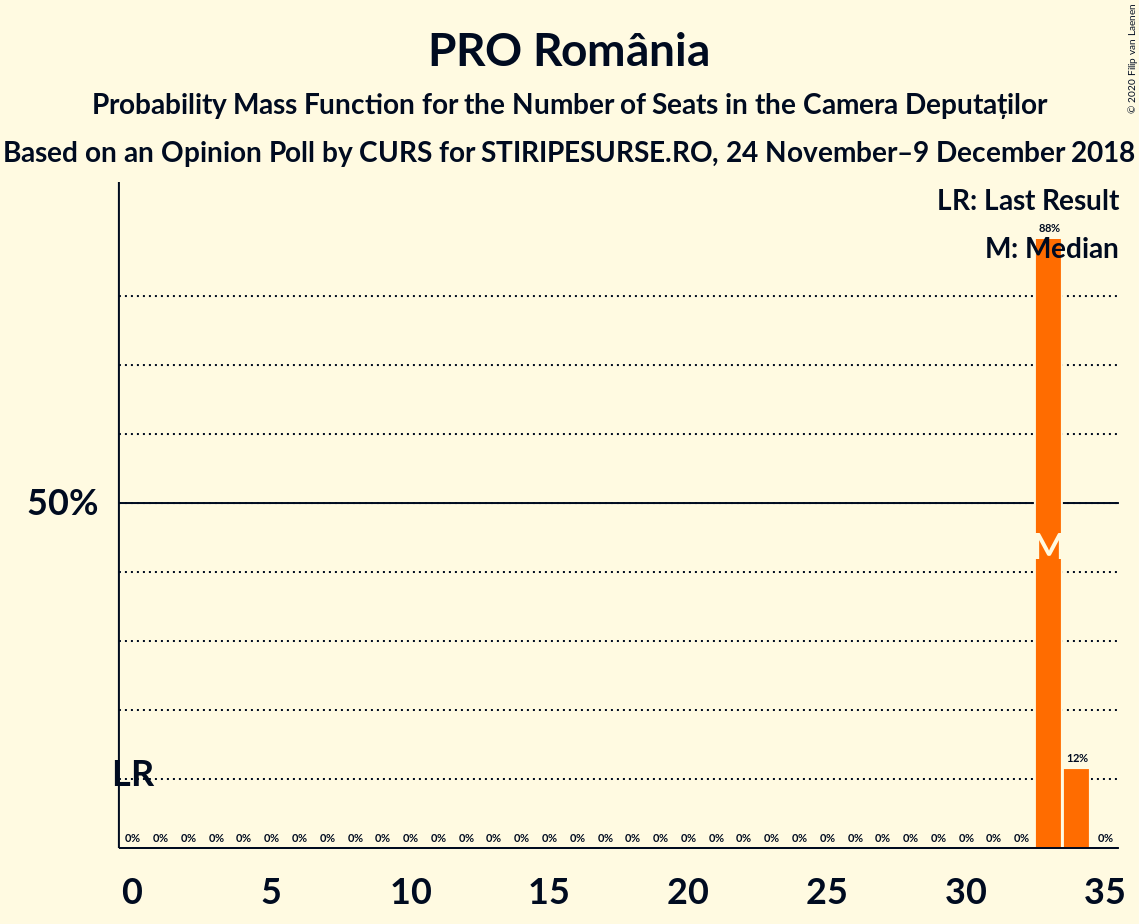 PRO România
Probability Mass Function for the Number of Seats in the Camera Deputaților
Based on an Opinion Poll by CURS for STIRIPESURSE.RO, 24 November–9 December 2018
© 2020 Filip van Laenen
LR: Last Result
88%
M: Median
50%
M
12%
LR
0% 0% 0% 0% 0% 0% 0% 0% 0% 0% 0% 0% 0% 0% 0% 0% 0% 0% 0% 0% 0% 0% 0% 0% 0% 0% 0% 0% 0% 0% 0% 0% 0% 0%
0 5 10 15 20 25 30 35